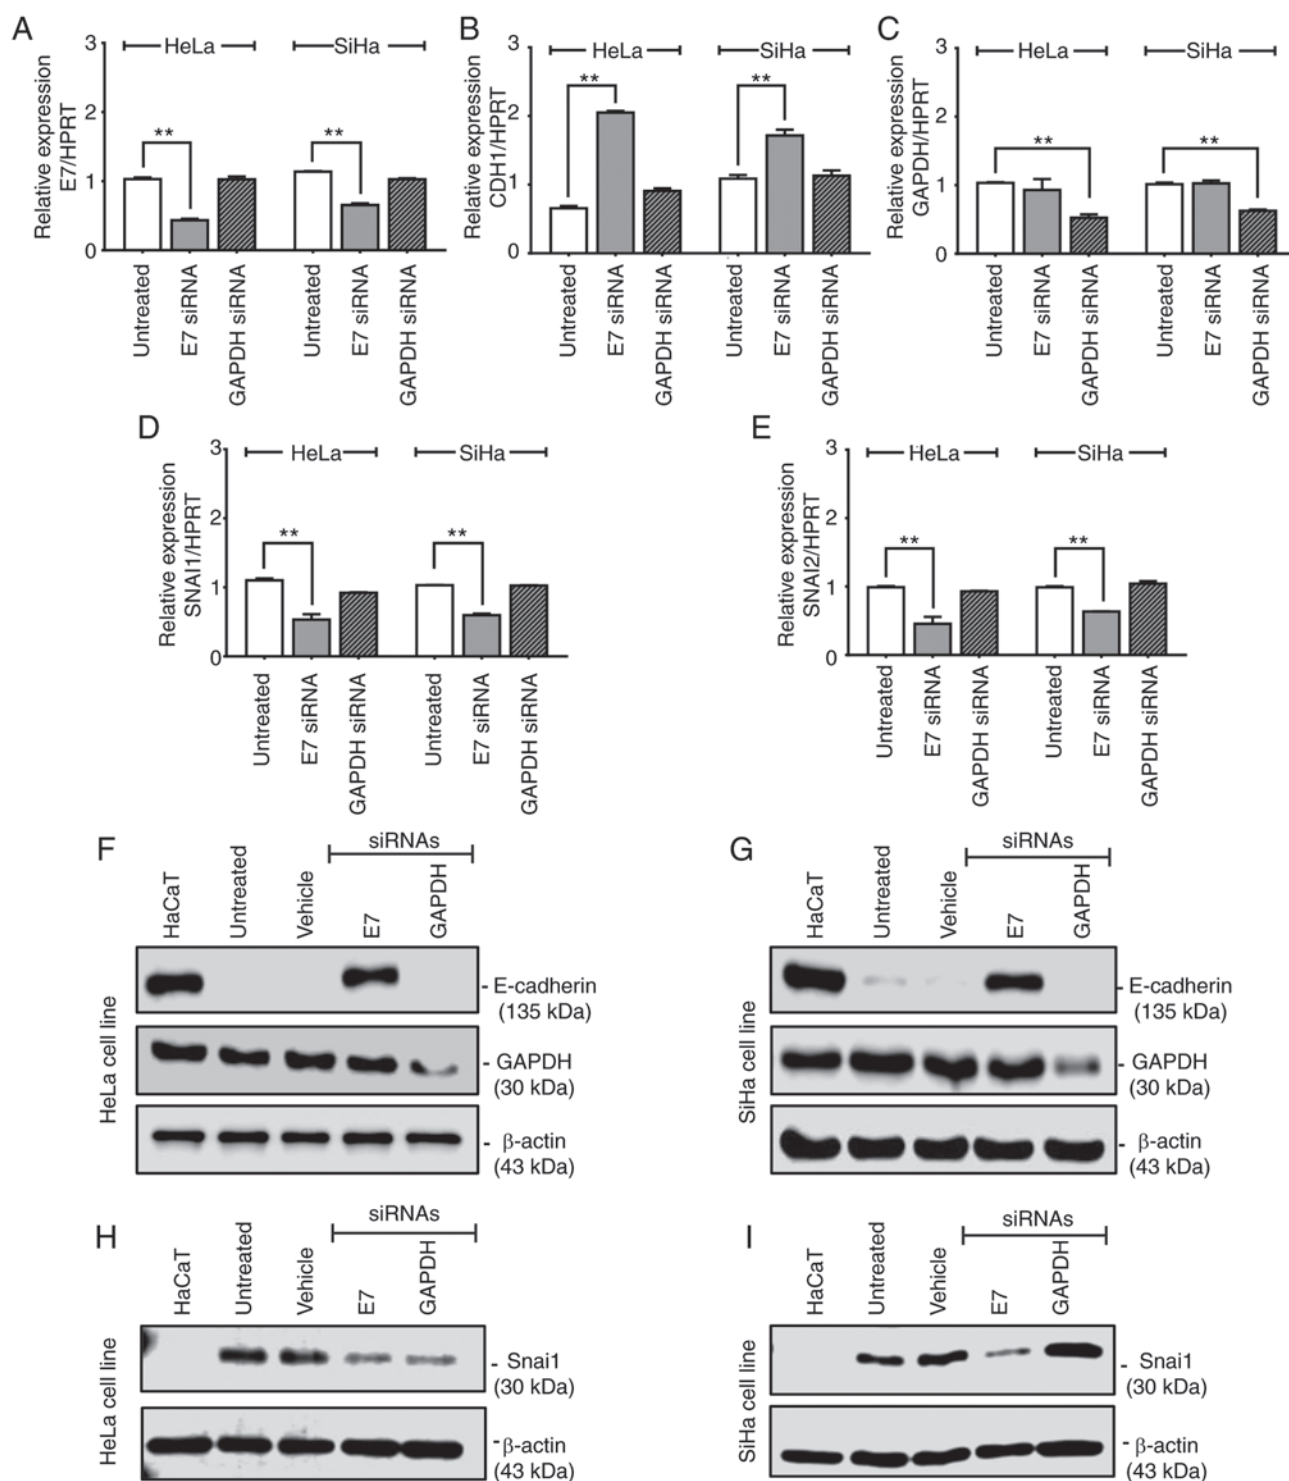 A
Relative expression
E7/HPRT
3
2
1
0
HeLa
SiHa
**
**
Untreated
E7 siRNA
GAPDH siRNA
Untreated
E7 siRNA
GAPDH siRNA
B
Relative expression
CDH1/HPRT
3
2
1
0
HeLa
SiHa
**
**
Untreated
E7 siRNA
GAPDH siRNA
Untreated
E7 siRNA
GAPDH siRNA
C
Relative expression
GAPDH/HPRT
3
2
1
0
HeLa
SiHa
**
**
Untreated
E7 siRNA
GAPDH siRNA
Untreated
E7 siRNA
GAPDH siRNA
D
Relative expression
SNAI1/HPRT
3
2
1
0
HeLa
SiHa
**
**
Untreated
E7 siRNA
GAPDH siRNA
Untreated
E7 siRNA
GAPDH siRNA
E
Relative expression
SNAI2/HPRT
3
2
1
0
HeLa
SiHa
**
**
Untreated
E7 siRNA
GAPDH siRNA
Untreated
E7 siRNA
GAPDH siRNA
F
siRNAs
HaCaT
Untreated
Vehicle
E7
GAPDH
HeLa cell line
- E-cadherin
(135 kDa)
- GAPDH
(30 kDa)
- β-actin
(43 kDa)
G
siRNAs
HaCaT
Untreated
Vehicle
E7
GAPDH
SiHa cell line
- E-cadherin
(135 kDa)
- GAPDH
(30 kDa)
- β-actin
(43 kDa)
H
siRNAs
HaCaT
Untreated
Vehicle
E7
GAPDH
HeLa cell line
- Snai1
(30 kDa)
HeLa cell line
- β-actin
(43 kDa)
I
siRNAs
HaCaT
Untreated
Vehicle
E7
GAPDH
SiHa cell line
- Snai1
(30 kDa)
SiHa cell line
- β-actin
(43 kDa)